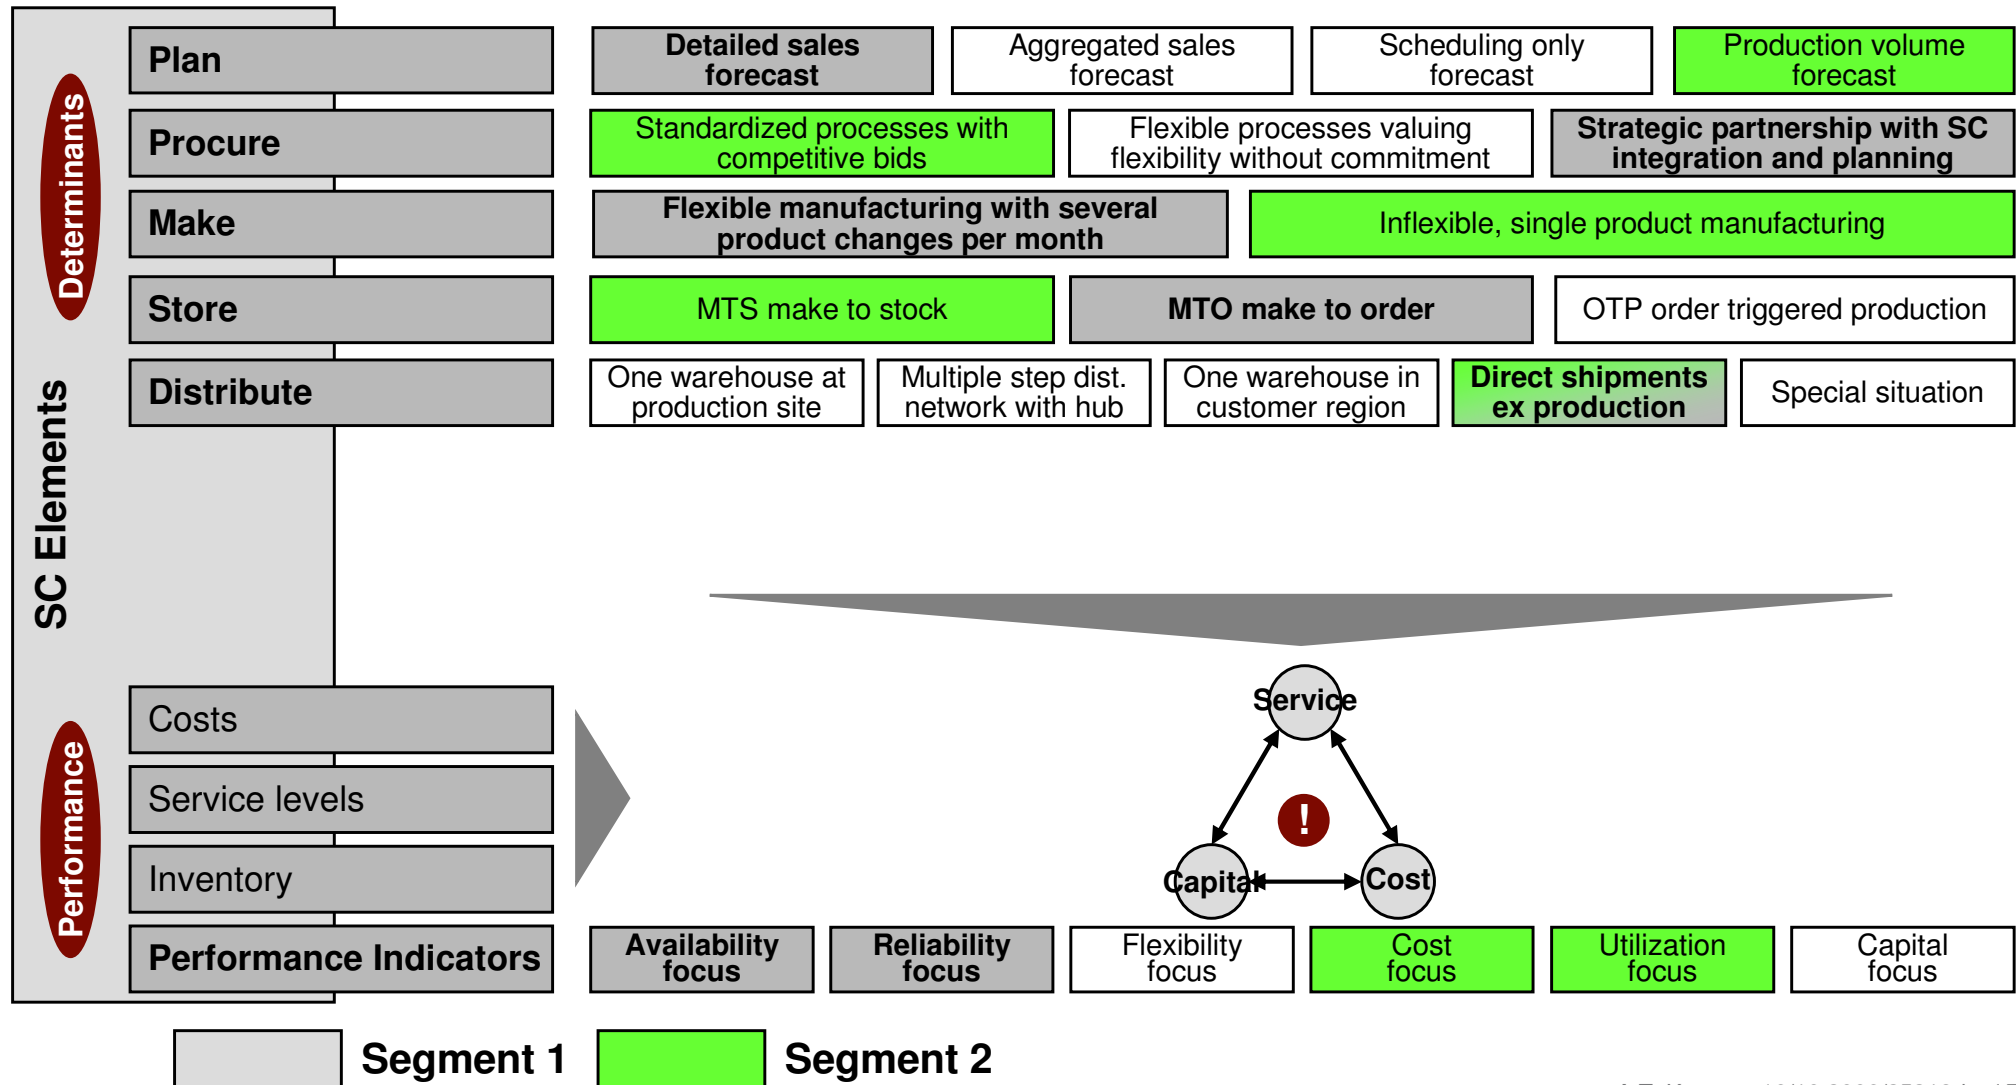 Plan
Detailed sales
forecast
Aggregated sales
forecast
Scheduling only
forecast
Production volume
forecast
Procure
Standardized processes with
competitive bids
Flexible processes valuing
flexibility without commitment
Strategic partnership with SC
integration and planning
Make
Flexible manufacturing with several
product changes per month
Inflexible, single product manufacturing
Store
MTS make to stock
MTO make to order
OTP order triggered production
Distribute
One warehouse at
production site
Multiple step dist.
network with hub
One warehouse in
customer region
Direct shipments
ex production
Special situation
Determinants
SC Elements
Performance
Costs
Service levels
Inventory
Service
!
Capital
Cost
Performance Indicators
Availability
focus
Reliability
focus
Flexibility
focus
Cost
focus
Utilization
focus
Capital
focus
Segment 1
Segment 2